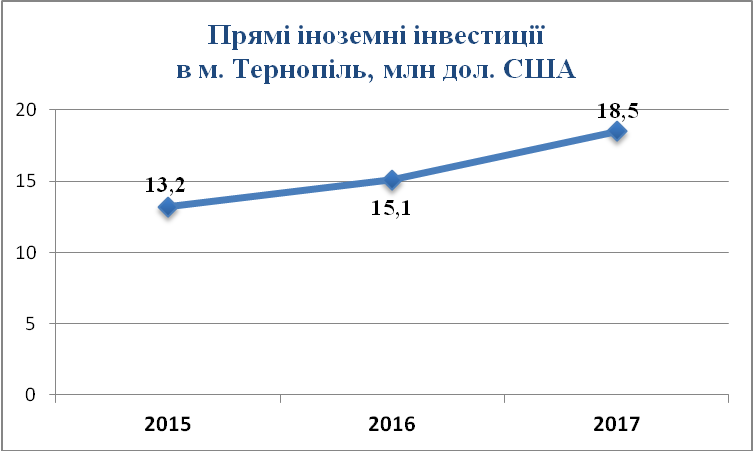 Прямі іноземні інвестиції
в м. Тернопіль, млн дол. США
20
18,5
15
13,2
15,1
10
5
0
2015 2016 2017